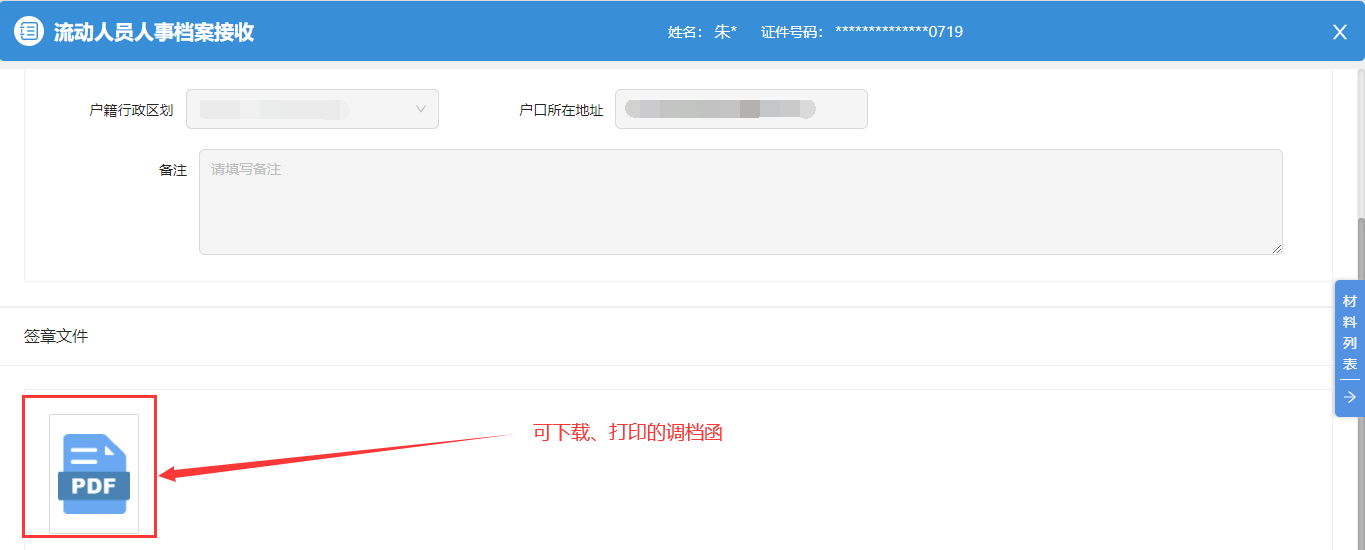 流动人员人事档案接收
姓名： 朱* 证件号码： **************0719
X
户籍行政区划 户口所在地址
备注 请填写备注
材料列表
签章文件
可下载、打印的调档函
PDF